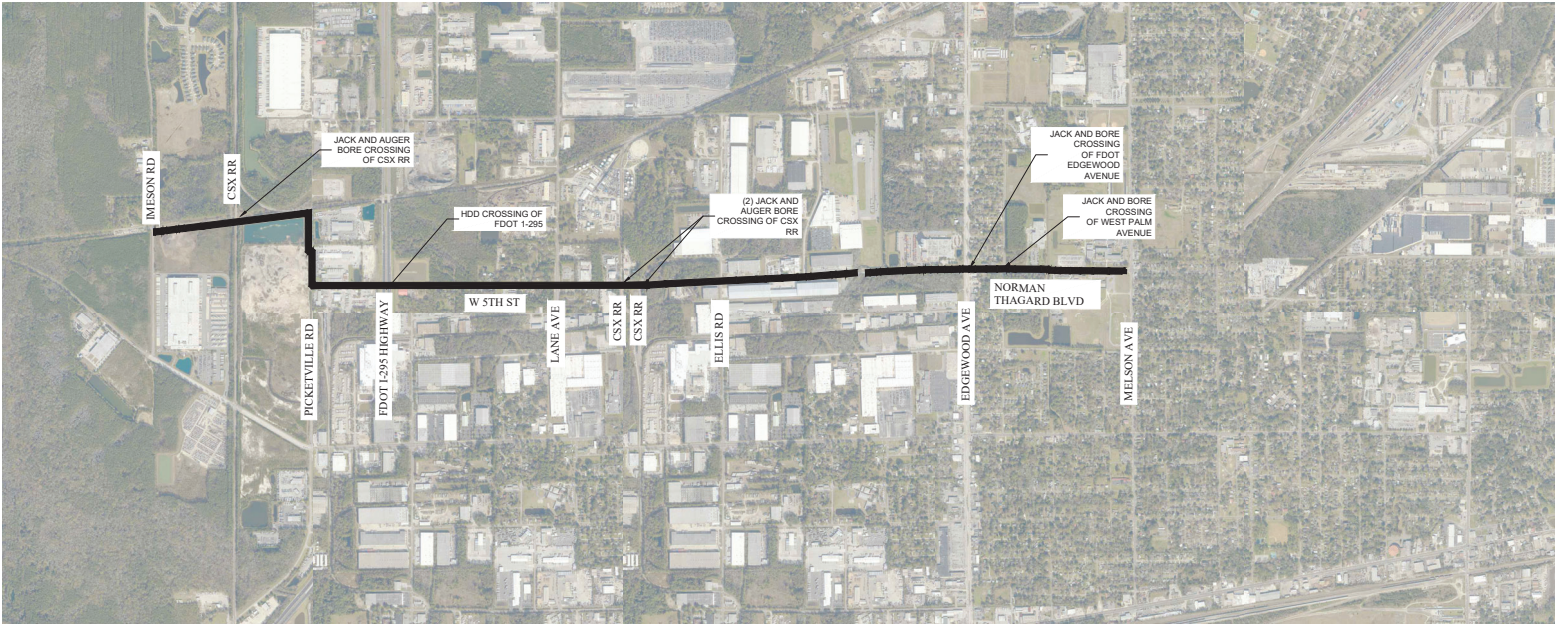 JACK AND AUGER
BORE CROSSING
OF CSX RR
IMESON RD
CSX RR
HDD CROSSING OF
FDOT 1-295
(2) JACK AND
AUGER BORE
CROSSING OF CSX
RR
JACK AND BORE
CROSSING
OF FDOT
EDGEWOOD
AVENUE
JACK AND BORE
CROSSING
OF WEST PALM
AVENUE
W 5TH ST
NORMAN
THAGARD BLVD
PICKETVILLE RD
FDOT I-295 HIGHWAY
LANE AVE
CSX RR
CSX RR
ELLIS RD
EDGEWOOD AVE
MELSON AVE